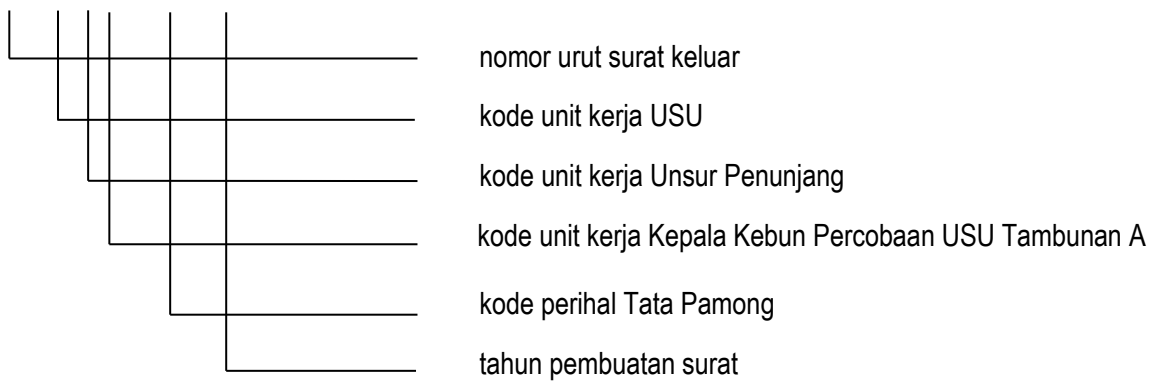 nomor urut surat keluar
kode unit kerja USU
kode unit kerja Unsur Penunjang
kode unit kerja Kepala Kebun Percobaan USU Tambunan A
kode perihal Tata Pamong
tahun pembuatan surat